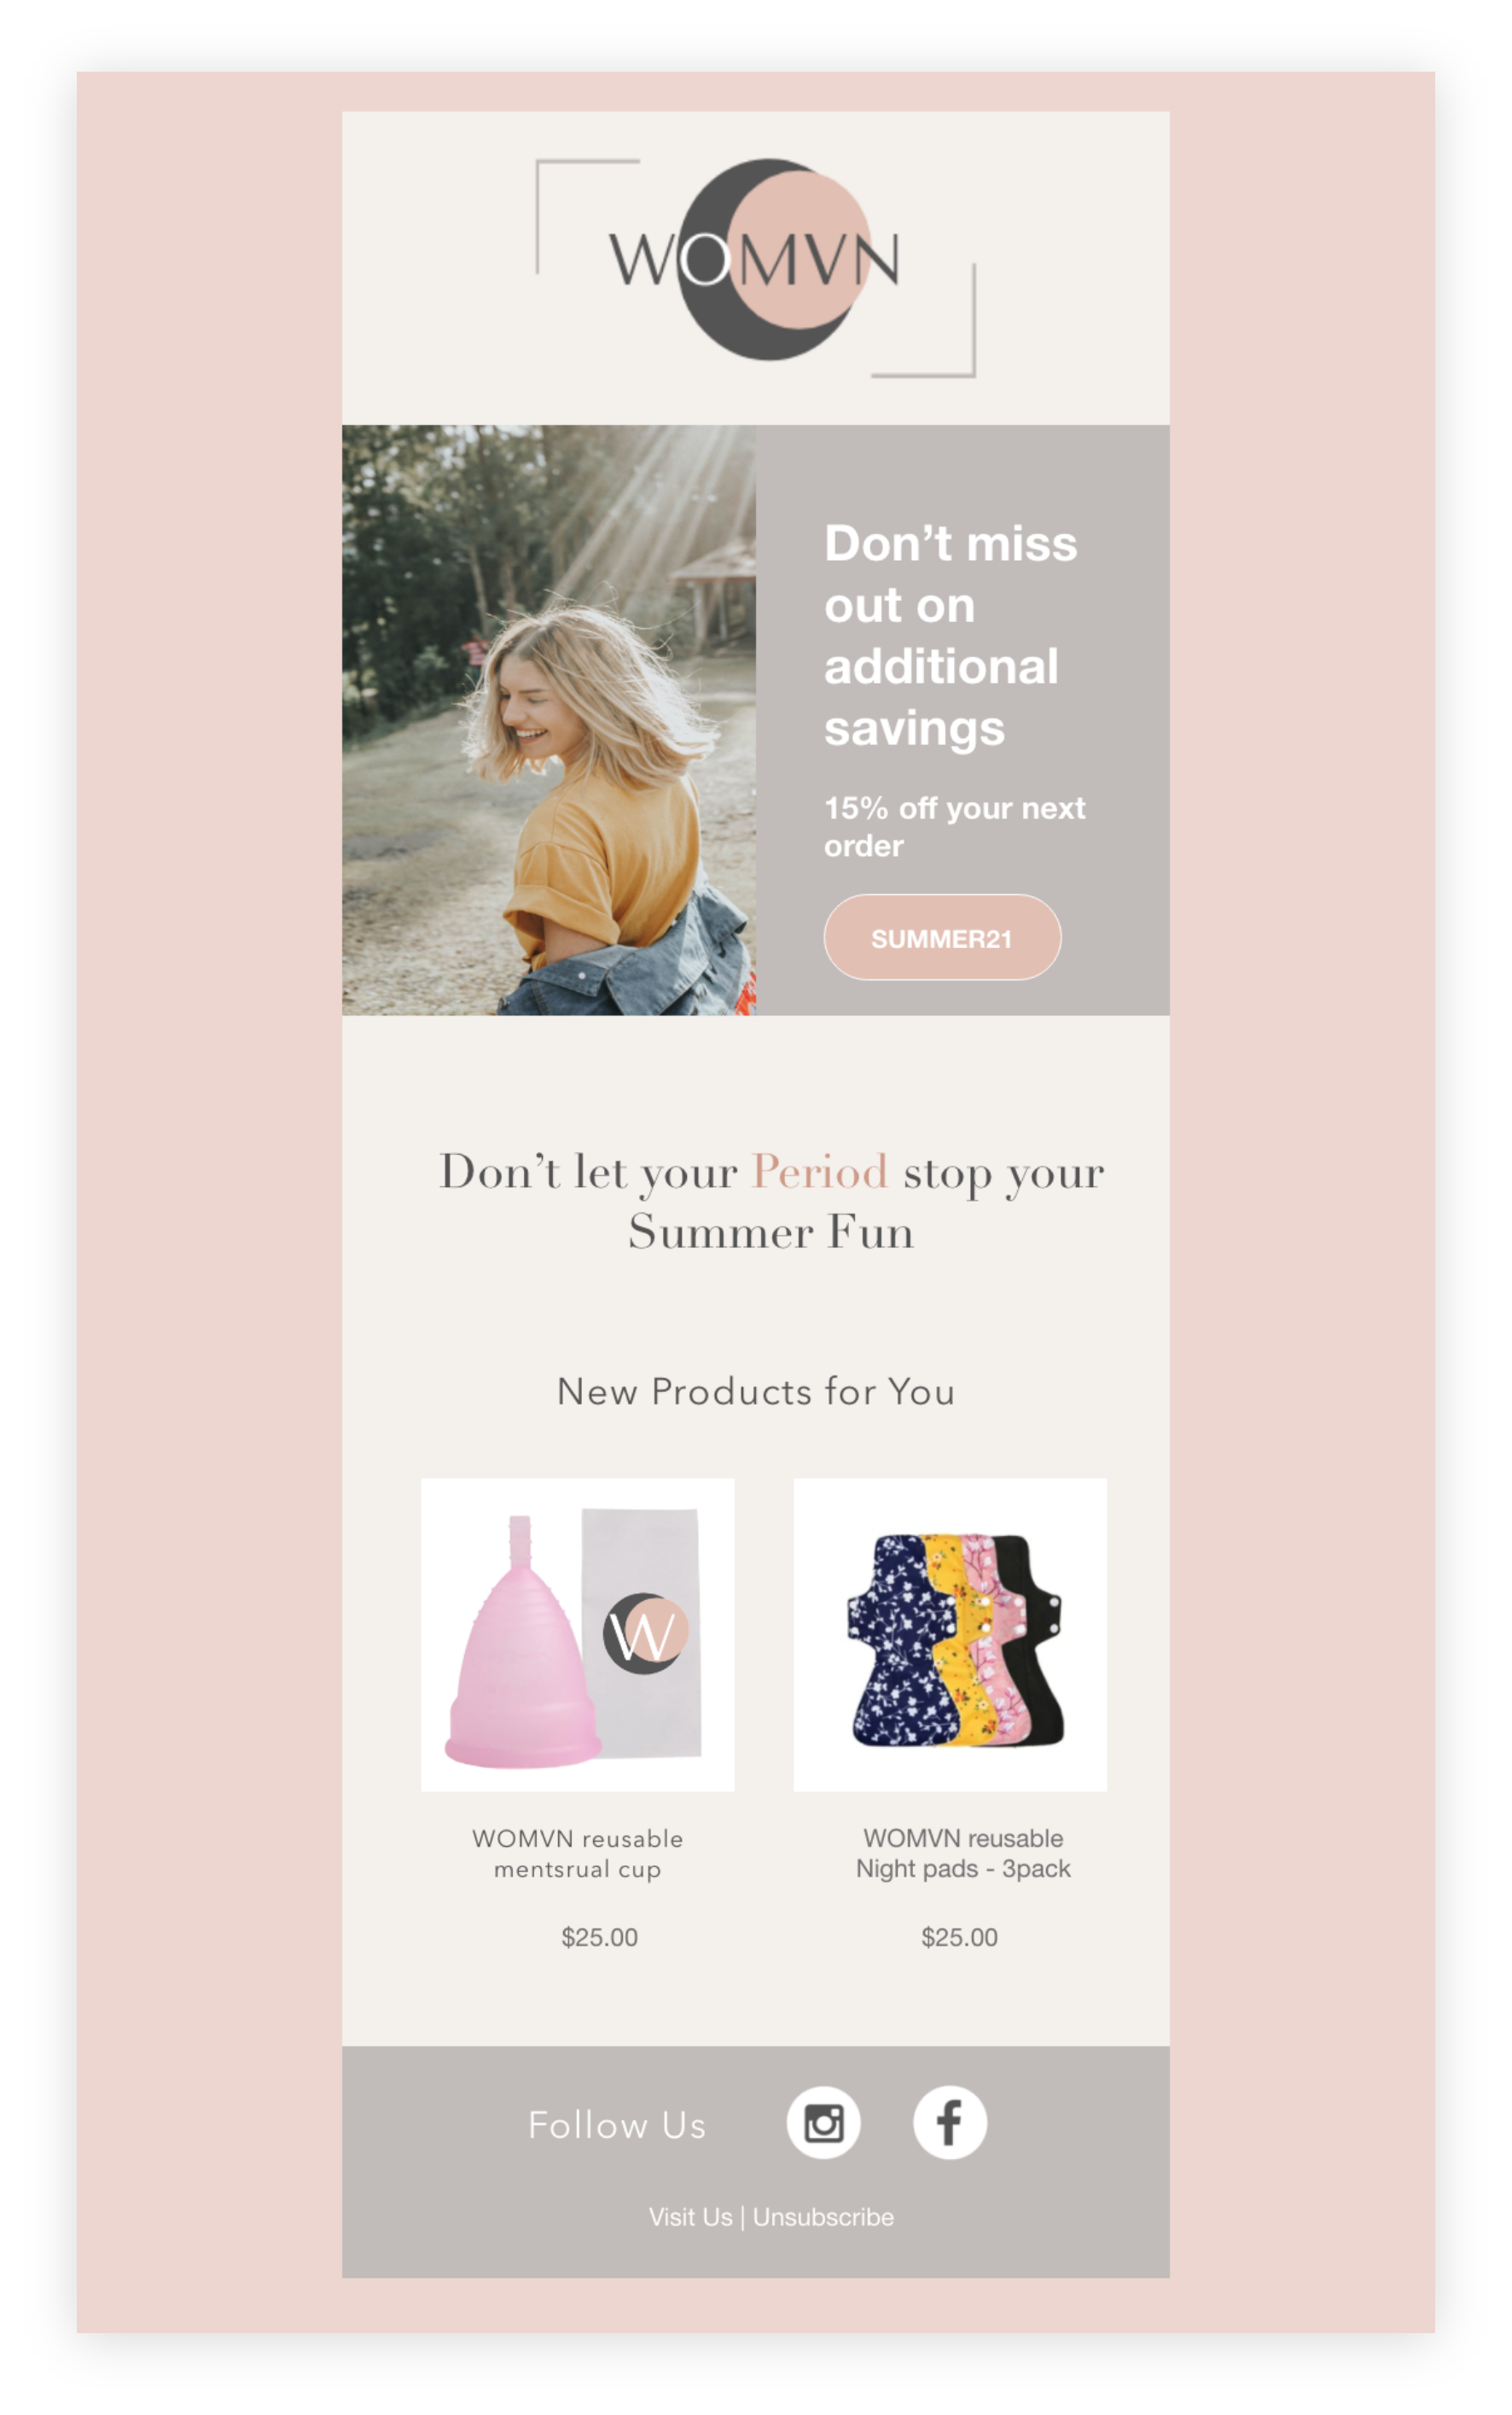 WOMVN
Don’t miss
out on
additional
savings
15% off your next
order
SUMMER21
Don’t let your Period stop your
Summer Fun
New Products for You
W
WOMVN reusable
mentsrual cup
$25.00
WOMVN reusable
Night pads - 3pack
$25.00
Follow Us
Visit Us | Unsubscribe